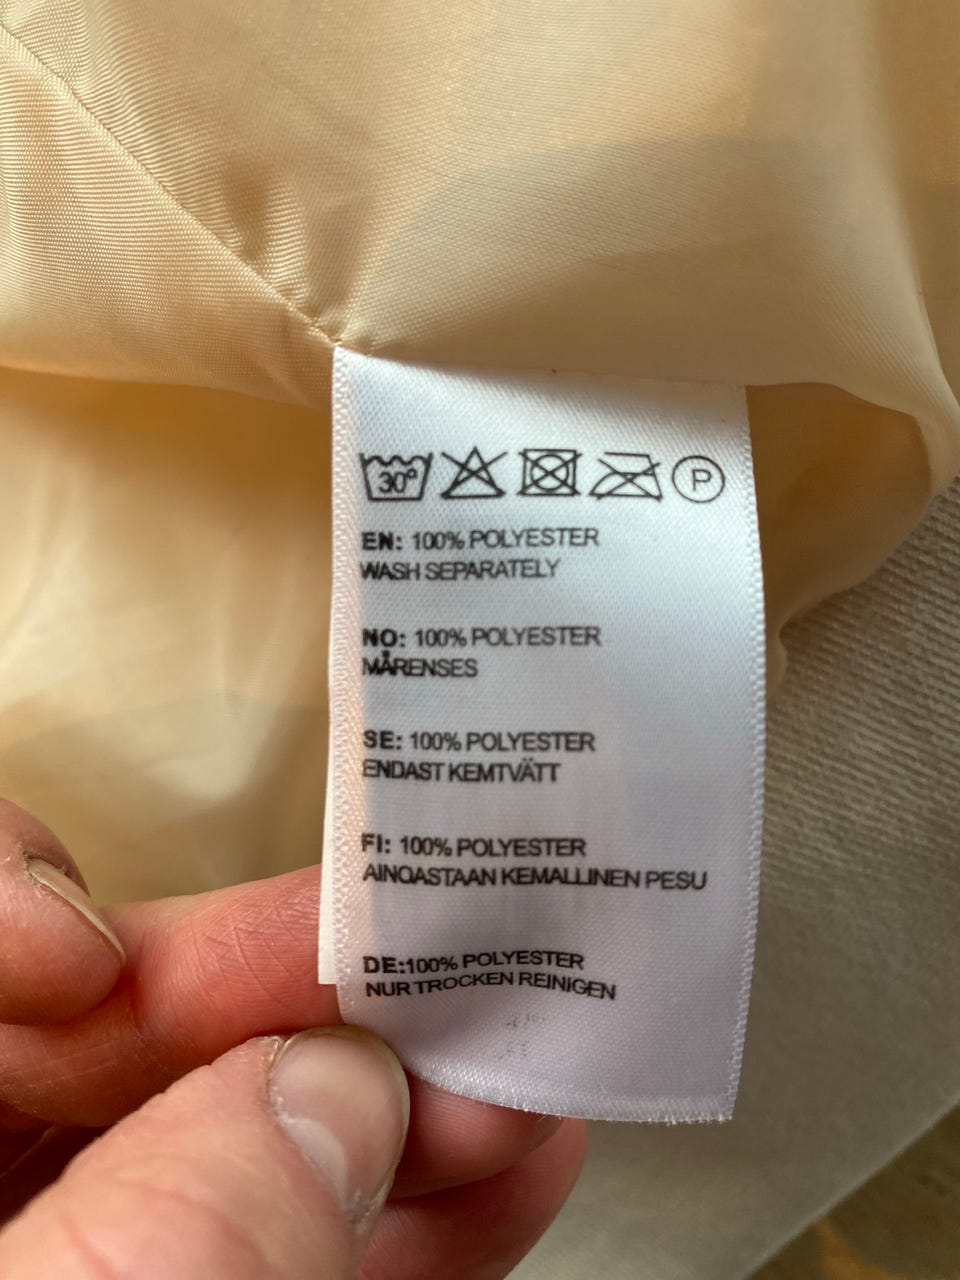 30° P
EN: 100% POLYESTER
WASH SEPARATELY
NO: 100% POLYESTER
MÅRENSES
SE: 100% POLYESTER
ENDAST KEMTVÄTT
FI: 100% POLYESTER
AINOASTAAN KEMALLINEN PESU
DE:100% POLYESTER
NUR TROCKEN REINIGEN